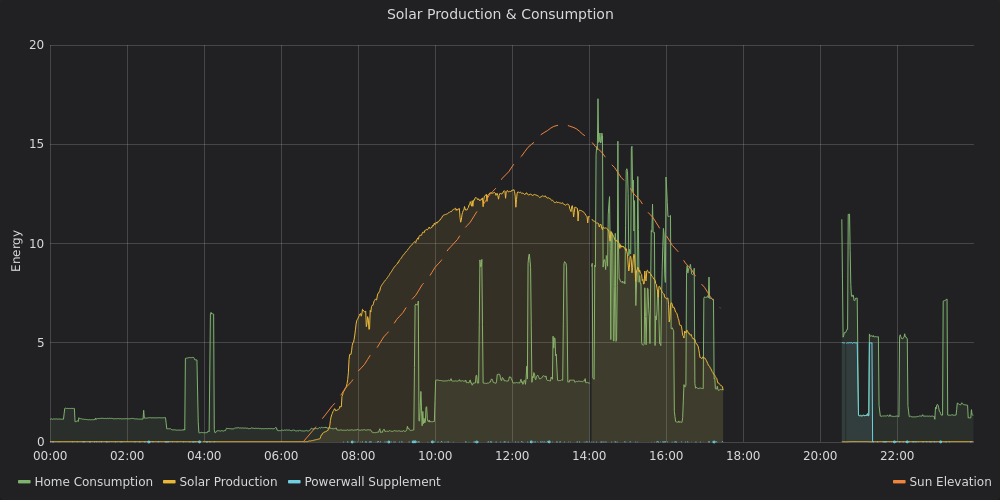 Solar Production & Consumption
20
15
10
5
0
Energy
00:00 02:00 04:00 06:00 08:00 10:00 12:00 14:00 16:00 18:00 20:00 22:00
Home Consumption Solar Production Powerwall Supplement Sun Elevation